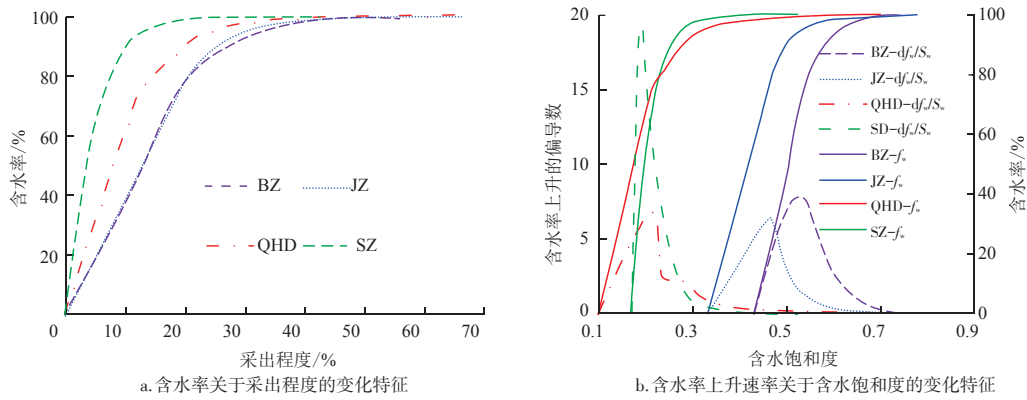 100
80
60
40
20
0
10
20
30
40
50
60
70
含水率/%
采出程度/%
BZ
JZ
QHD
SZ
a.含水率关于采出程度的变化特征
20
15
10
5
0
0.1
0.3
0.5
0.7
0.9
100
80
60
40
20
0
含水率上升的偏导数
含水率/%
含水饱和度
BZ-dfw/Sw
JZ-dfw/Sw
QHD-dfw/Sw
SD-dfw/Sw
BZ-fw
JZ-fw
QHD-fw
SZ-fw
b.含水率上升速率关于含水饱和度的变化特征